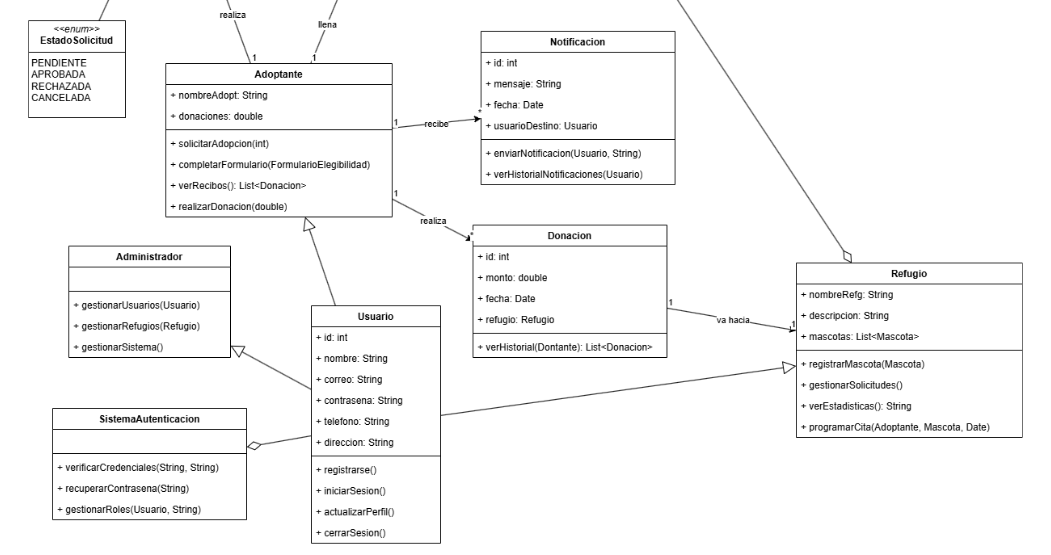 realiza
llena
<<enum>>
EstadoSolicitud
PENDIENTE
APROBADA
RECHAZADA
CANCELADA
1
1
Adoptante
+ nombreAdopt: String
+ donaciones: double
+ solicitarAdopcion(int)
+ completarFormulario(FormularioElegibilidad)
+ verRecibos(): List<Donacion>
+ realizarDonacion(double)
1
recibe
*
Notificacion
+ id: int
+ mensaje: String
+ fecha: Date
+ usuarioDestino: Usuario
+ enviarNotificacion(Usuario, String)
+ verHistorialNotificaciones(Usuario)
1
realiza
*
Donacion
+ id: int
+ monto: double
+ fecha: Date
+ refugio: Refugio
+ verHistorial(Dontante): List<Donacion>
1
va hacia
1
Refugio
+ nombreRefg: String
+ descripcion: String
+ mascotas: List<Mascota>
+ registrarMascota(Mascota)
+ gestionarSolicitudes()
+ verEstadisticas(): String
+ programarCita(Adoptante, Mascota, Date)
Administrador
+ gestionarUsuarios(Usuario)
+ gestionarRefugios(Refugio)
+ gestionarSistema()
Usuario
+ id: int
+ nombre: String
+ correo: String
+ contrasena: String
+ telefono: String
+ direccion: String
+ registrarse()
+ iniciarSesion()
+ actualizarPerfil()
+ cerrarSesion()
SistemaAutenticacion
+ verificarCredenciales(String, String)
+ recuperarContrasena(String)
+ gestionarRoles(Usuario, String)